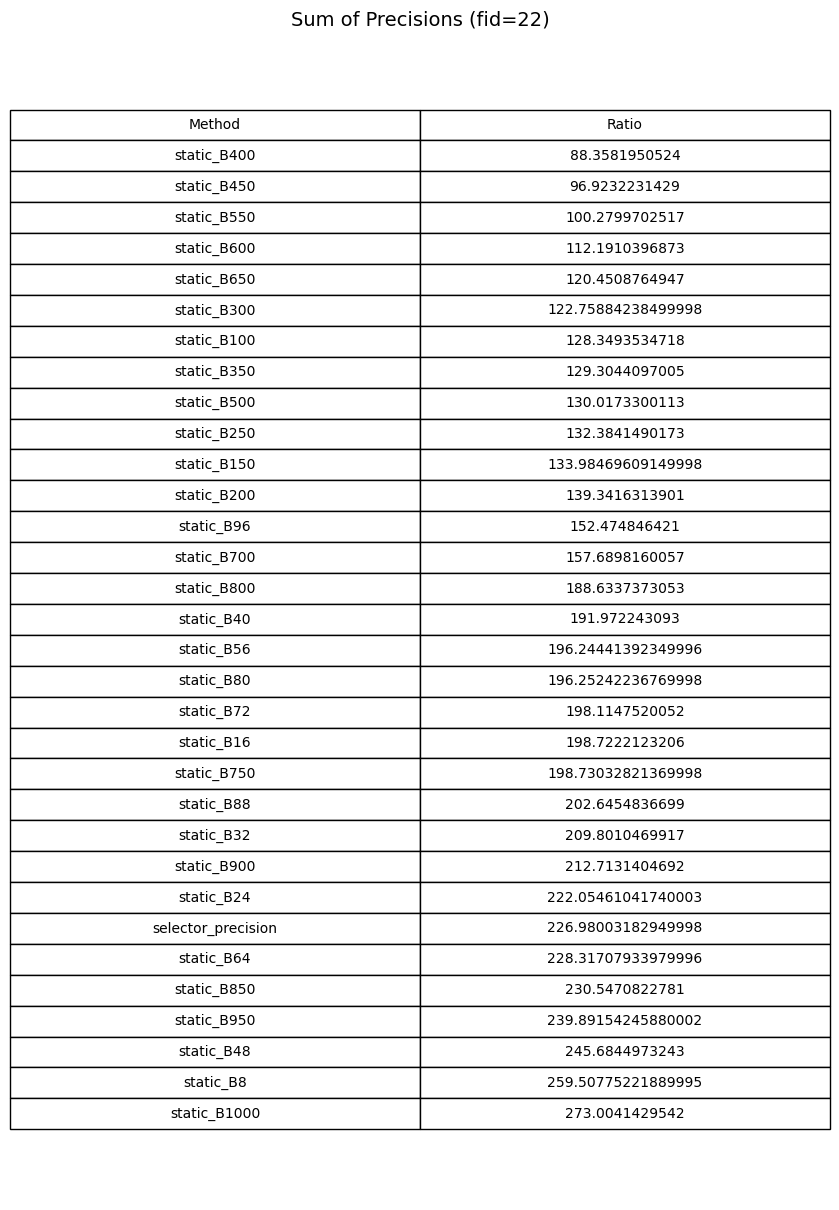 Sum of Precisions (fid=22)
Method Ratio
static_B400 88.3581950524
static_B450 96.9232231429
static_B550 100.2799702517
static_B600 112.1910396873
static_B650 120.4508764947
static_B300 122.75884238499998
static_B100 128.3493534718
static_B350 129.3044097005
static_B500 130.0173300113
static_B250 132.3841490173
static_B150 133.98469609149998
static_B200 139.3416313901
static_B96 152.474846421
static_B700 157.6898160057
static_B800 188.6337373053
static_B40 191.972243093
static_B56 196.24441392349996
static_B80 196.25242236769998
static_B72 198.1147520052
static_B16 198.7222123206
static_B750 198.73032821369998
static_B88 202.6454836699
static_B32 209.8010469917
static_B900 212.7131404692
static_B24 222.05461041740003
selector_precision 226.98003182949998
static_B64 228.31707933979996
static_B850 230.5470822781
static_B950 239.89154245880002
static_B48 245.6844973243
static_B8 259.50775221889995
static_B1000 273.0041429542